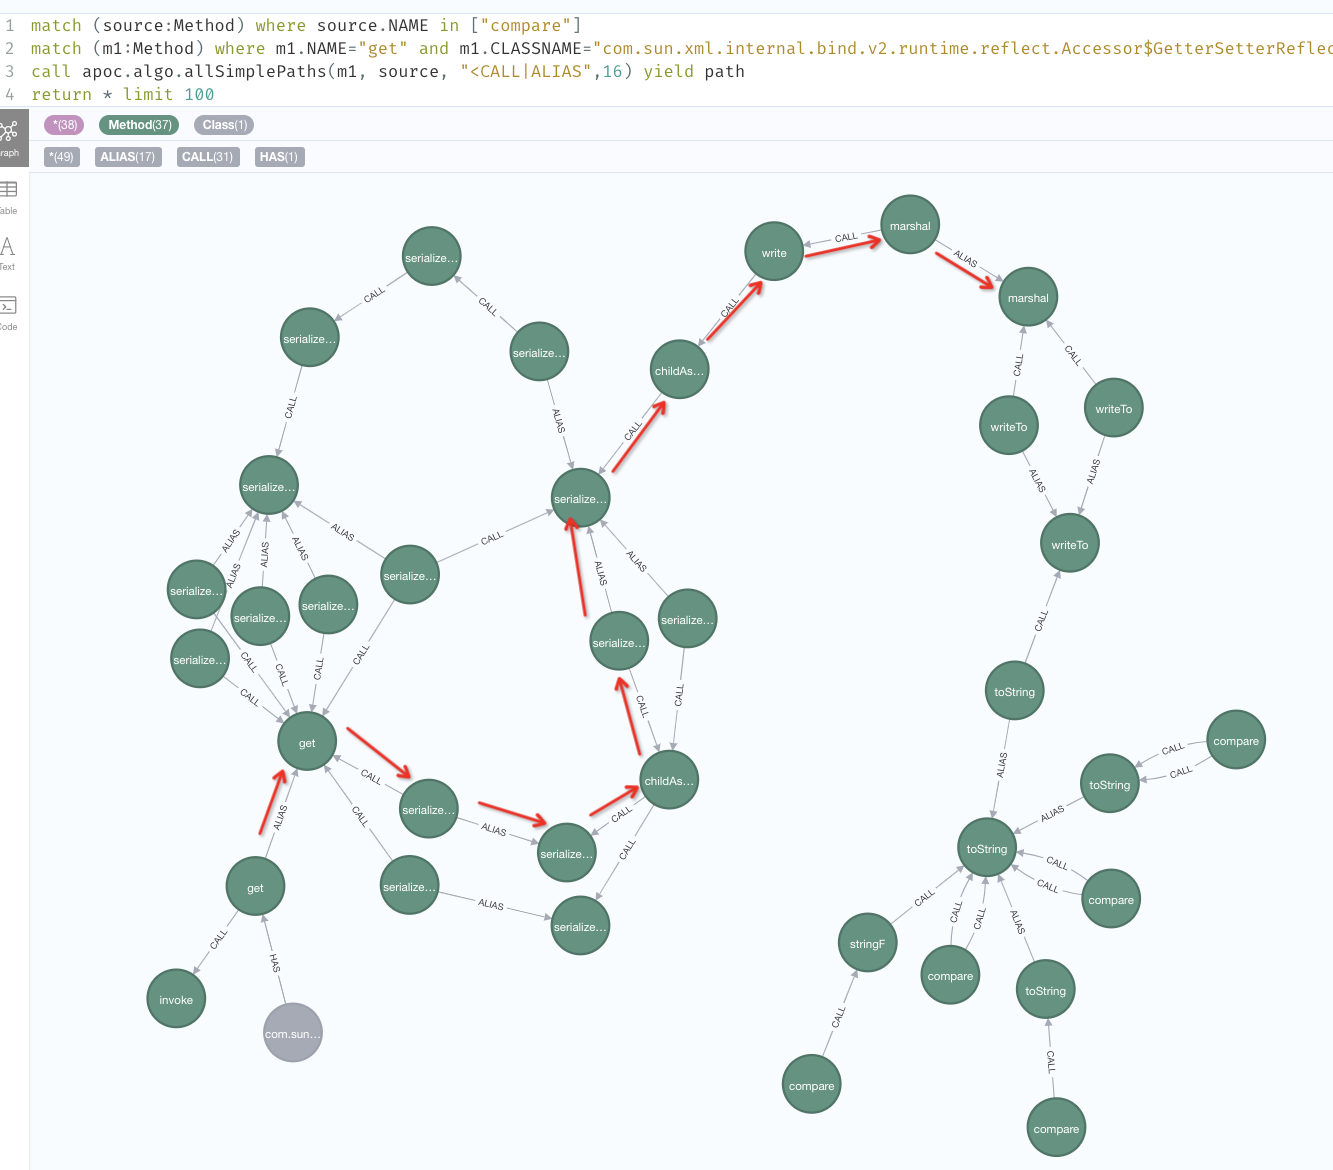 1 match (source:Method) where source.NAME in ["compare"]
2 match (m1:Method) where m1.NAME="get" and m1.CLASSNAME="com.sun.xml.internal.bind.v2.runtime.reflect.Accessor$GetterSetterReflec
3 call apoc.algo.allSimplePaths(m1, source, "<CALL|ALIAS",16) yield path
4 return * limit 100
*(38) Method(37) Class(1)
*(49) ALIAS(17) CALL(31) HAS(1)
raph
able
Text
ode
marshal
CALL
write
ALIAS
serialize...
marshal
CALL
CALL
CALL
serialize...
serialize...
childAs...
CALL
CALL
writeTo
writeTo
CALL
ALIAS
CALL
ALIAS
ALIAS
serialize...
serialize...
ALIAS
CALL
writeTo
ALIAS
ALIAS
ALIAS
ALIAS
serialize...
ALIAS
ALIAS
serialize...
serialize...
serialize...
serialize...
serialize...
serialize...
CALL
CALL
CALL
CALL
CALL
CALL
CALL
CALL
toString
get
compare
CALL
CALL
ALIAS
childAs...
toString
CALL
serialize...
ALIAS
CALL
ALIAS
CALL
ALIAS
serialize...
CALL
toString
CALL
CALL
get
serialize...
ALIAS
serialize...
CALL
compare
CALL
CALL
ALIAS
CALL
stringF
HAS
compare
toString
invoke
com.sun...
CALL
CALL
compare
compare